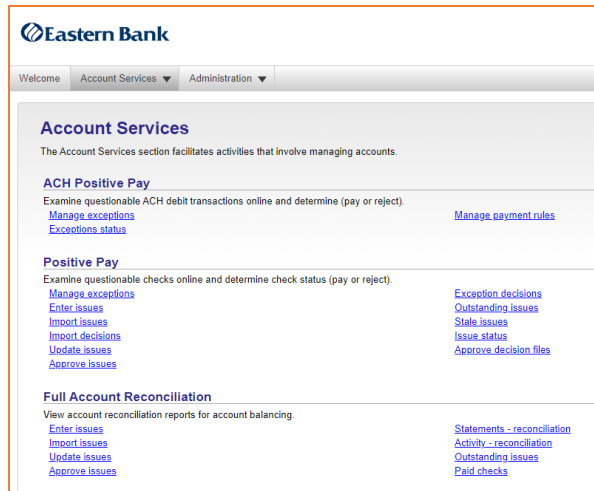 Eastern Bank
Welcome Account Services Administration
Account Services
The Account Services section facilitates activities that involve managing accounts.
ACH Positive Pay
Examine questionable ACH debit transactions online and determine (pay or reject).
Manage exceptions Manage payment rules
Exceptions status
Positive Pay
Examine questionable checks online and determine check status (pay or reject).
Manage exceptions Exception decisions
Enter issues Outstanding issues
Import issues Stale issues
Import decisions Issue status
Update issues Approve decision files
Approve issues
Full Account Reconciliation
View account reconciliation reports for account balancing.
Enter issues Statements - reconciliation
Import issues Activity - reconciliation
Update issues Outstanding issues
Approve issues Paid checks